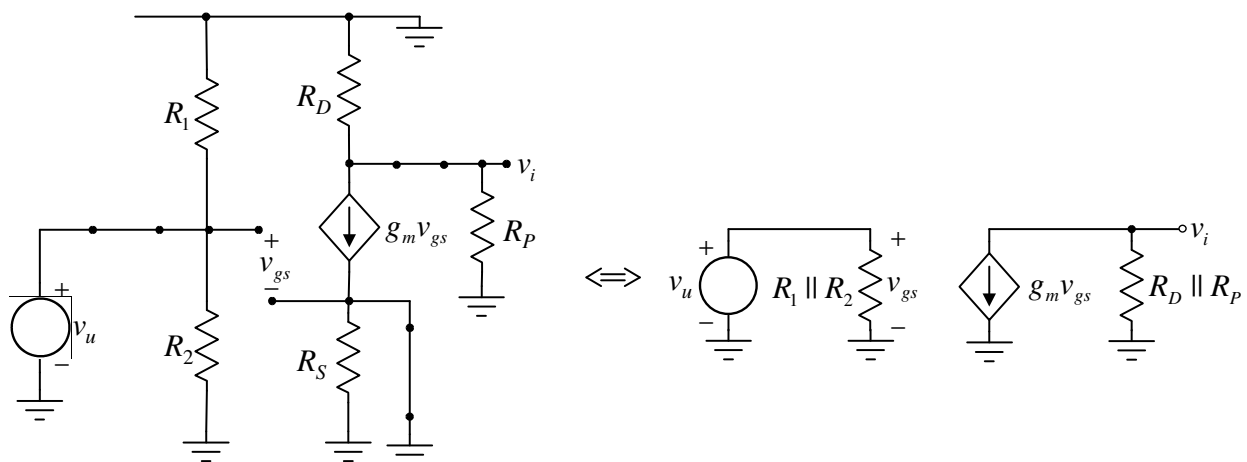 R_1
R_D
v_i
+
v_gs
−
g_m v_gs
R_P
+
v_u
−
R_2
R_S
⇔
+
v_u
−
R_1 || R_2
+
v_gs
−
g_m v_gs
v_i
R_D || R_P